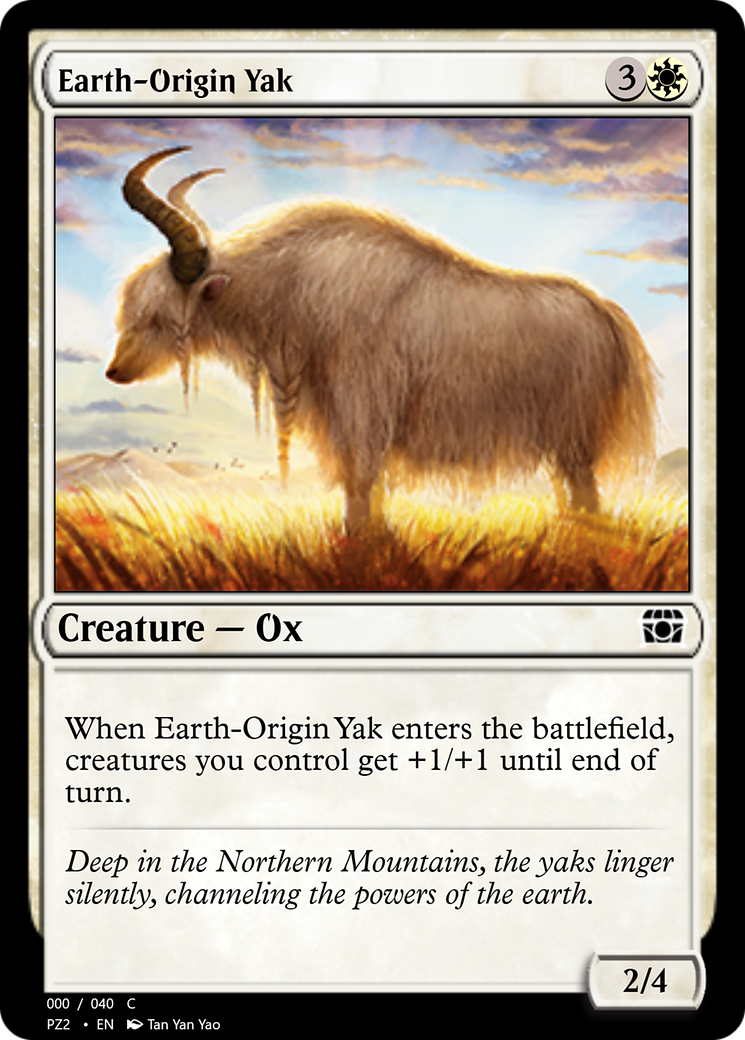 Earth-Origin Yak 3
Creature — Ox
When Earth-Origin Yak enters the battlefield,
creatures you control get +1/+1 until end of
turn.
Deep in the Northern Mountains, the yaks linger
silently, channeling the powers of the earth.
2/4
000 / 040 C
PZ2 • EN Tan Yan Yao